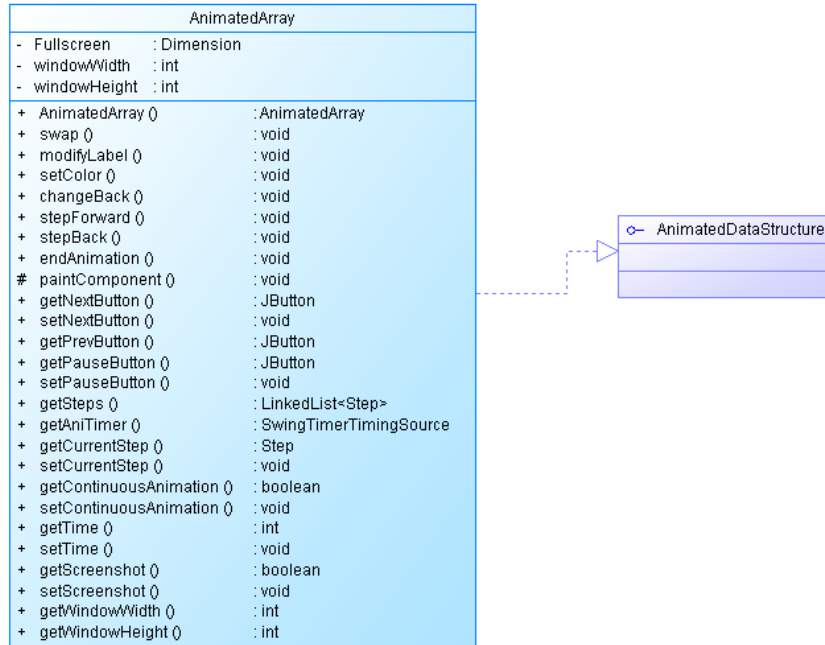 AnimatedArray
- Fullscreen : Dimension
- windowWidth : int
- windowHeight : int
+ AnimatedArray () : AnimatedArray
+ swap () : void
+ modifyLabel () : void
+ setColor () : void
+ changeBack () : void
+ stepForward () : void
+ stepBack () : void
+ endAnimation () : void
# paintComponent () : void
+ getNextButton () : JButton
+ setNextButton () : void
+ getPrevButton () : JButton
+ getPauseButton () : JButton
+ setPauseButton () : void
+ getSteps () : LinkedList<Step>
+ getAniTimer () : SwingTimerTimingSource
+ getCurrentStep () : Step
+ setCurrentStep () : void
+ getContinuousAnimation () : boolean
+ setContinuousAnimation () : void
+ getTime () : int
+ setTime () : void
+ getScreenshot () : boolean
+ setScreenshot () : void
+ getWindowWidth () : int
+ getWindowHeight () : int
AnimatedDataStructure